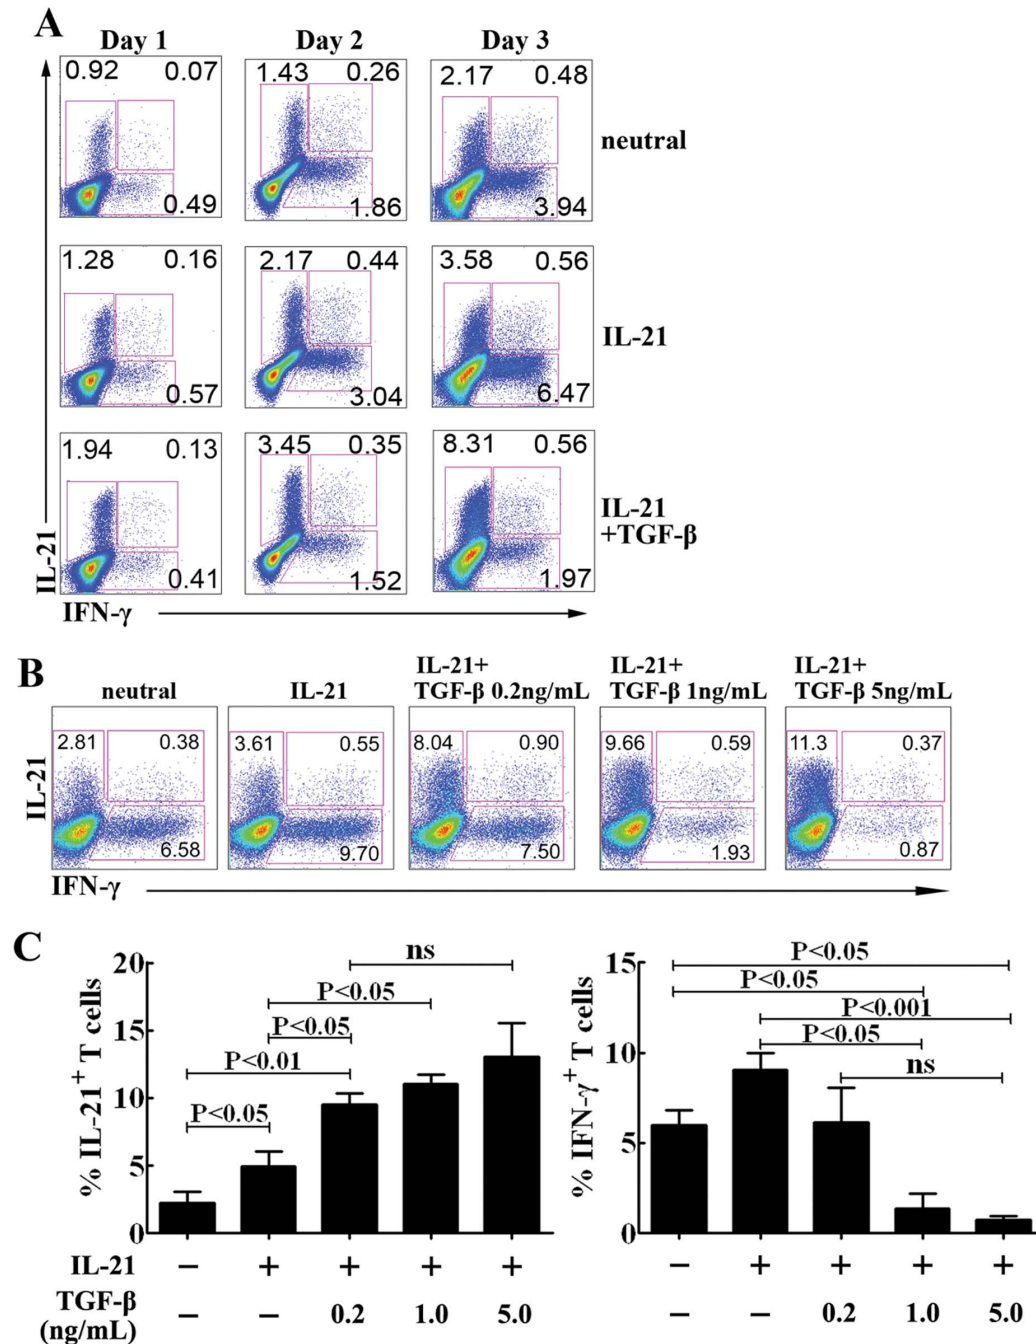 A
Day 1 Day 2 Day 3
0.92 0.07 1.43 0.26 2.17 0.48
neutral
0.49 1.86 3.94
1.28 0.16 2.17 0.44 3.58 0.56
IL-21
0.57 3.04 6.47
1.94 0.13 3.45 0.35 8.31 0.56
IL-21
+TGF-β
0.41 1.52 1.97
IL-21
IFN-γ
B
neutral IL-21 IL-21+ IL-21+ IL-21+
TGF-β 0.2ng/mL TGF-β 1ng/mL TGF-β 5ng/mL
2.81 0.38 3.61 0.55 8.04 0.90 9.66 0.59 11.3 0.37
IL-21
6.58 9.70 7.50 1.93 0.87
IFN-γ
C
% IL-21+ T cells
20
15
10
5
0
ns
P<0.05
P<0.05
P<0.01
P<0.05
% IFN-γ+ T cells
15
10
5
0
P<0.05
P<0.05
P<0.001
P<0.05
ns
IL-21 − + + + + − + + + +
TGF-β − − 0.2 1.0 5.0 − − 0.2 1.0 5.0
(ng/mL)